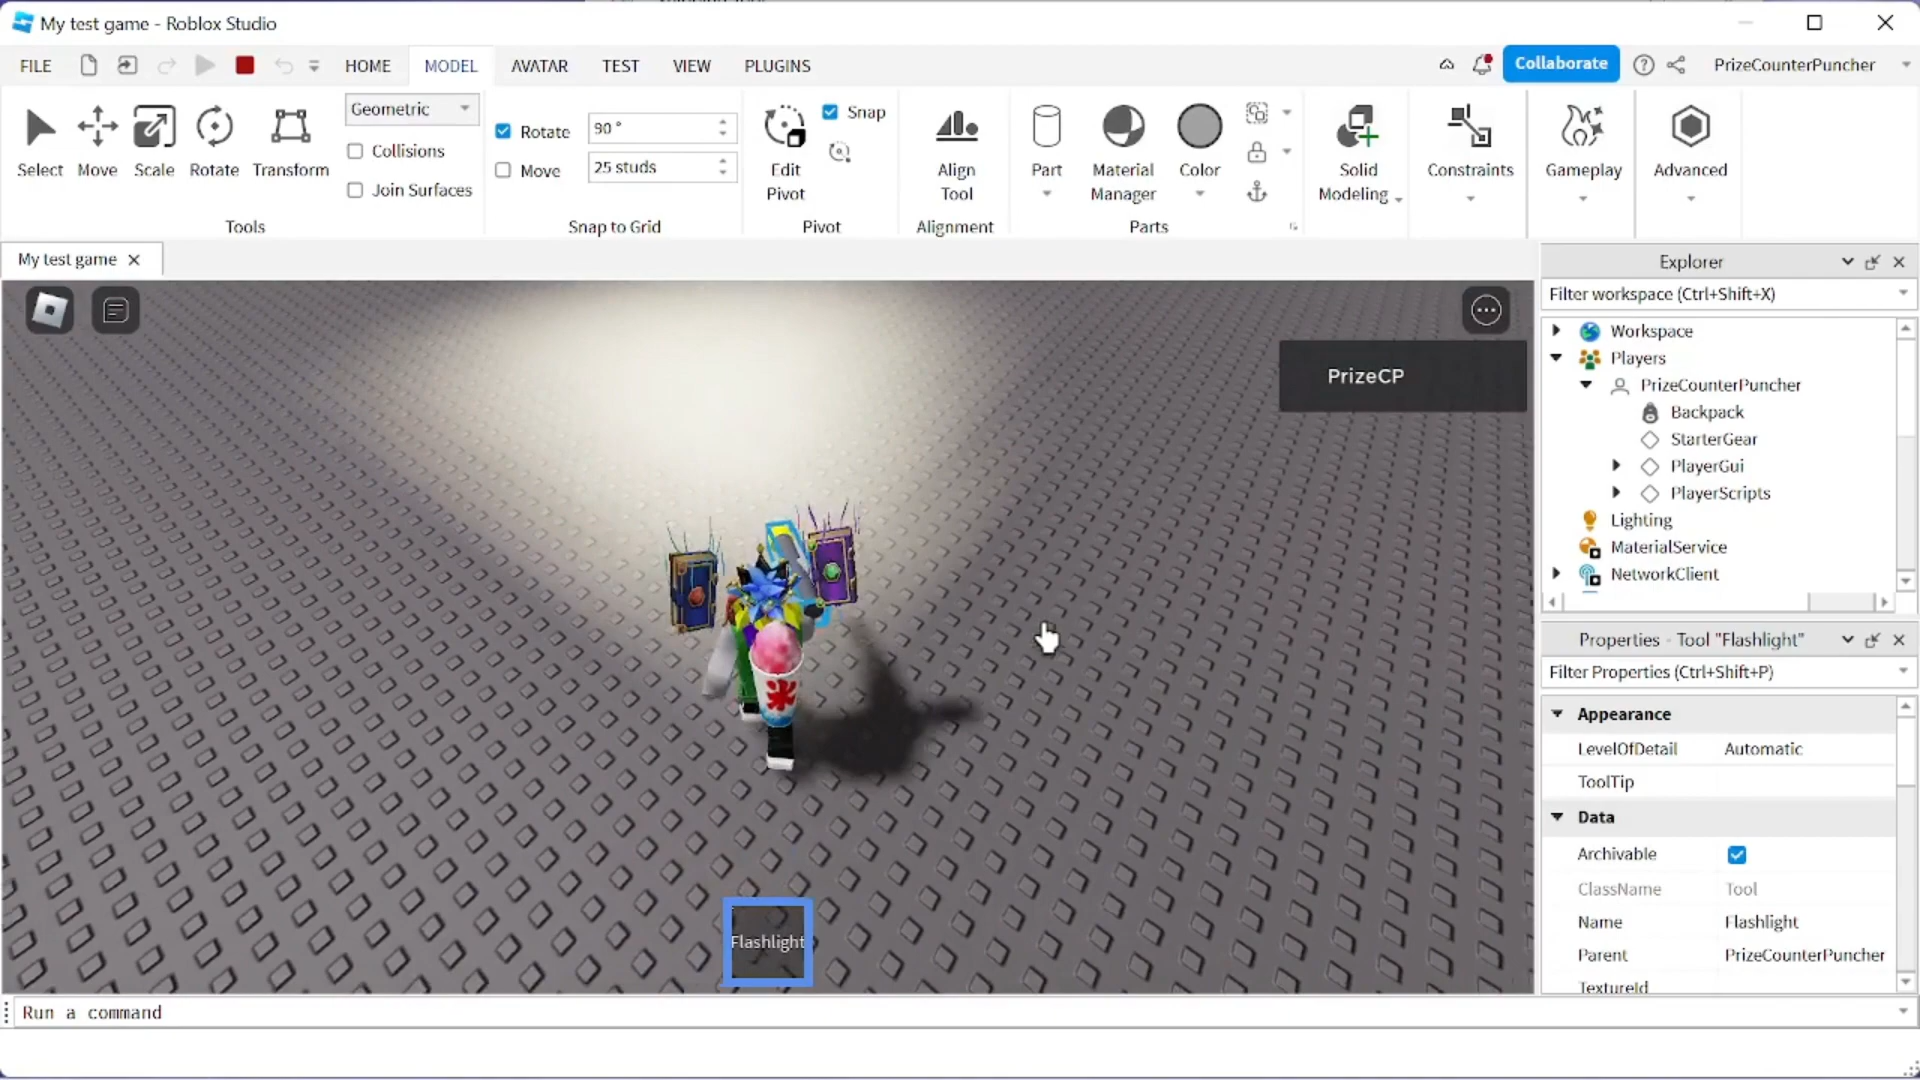 My test game - Roblox Studio
FILE HOME MODEL AVATAR TEST VIEW PLUGINS Collaborate PrizeCounterPuncher
Select Move Scale Rotate Transform
Geometric
Collisions
Join Surfaces
Tools
Rotate 90 °
Move 25 studs
Snap to Grid
Edit Pivot
Snap
Pivot
Align Tool
Alignment
Part
Material Manager
Color
Parts
Solid Modeling
Constraints
Gameplay
Advanced
My test game
PrizeCP
Flashlight
Explorer
Filter workspace (Ctrl+Shift+X)
Workspace
Players
PrizeCounterPuncher
Backpack
StarterGear
PlayerGui
PlayerScripts
Lighting
MaterialService
NetworkClient
Properties - Tool "Flashlight"
Filter Properties (Ctrl+Shift+P)
Appearance
LevelOfDetail Automatic
ToolTip
Data
Archivable
ClassName Tool
Name Flashlight
Parent PrizeCounterPuncher
TextureId
Run a command